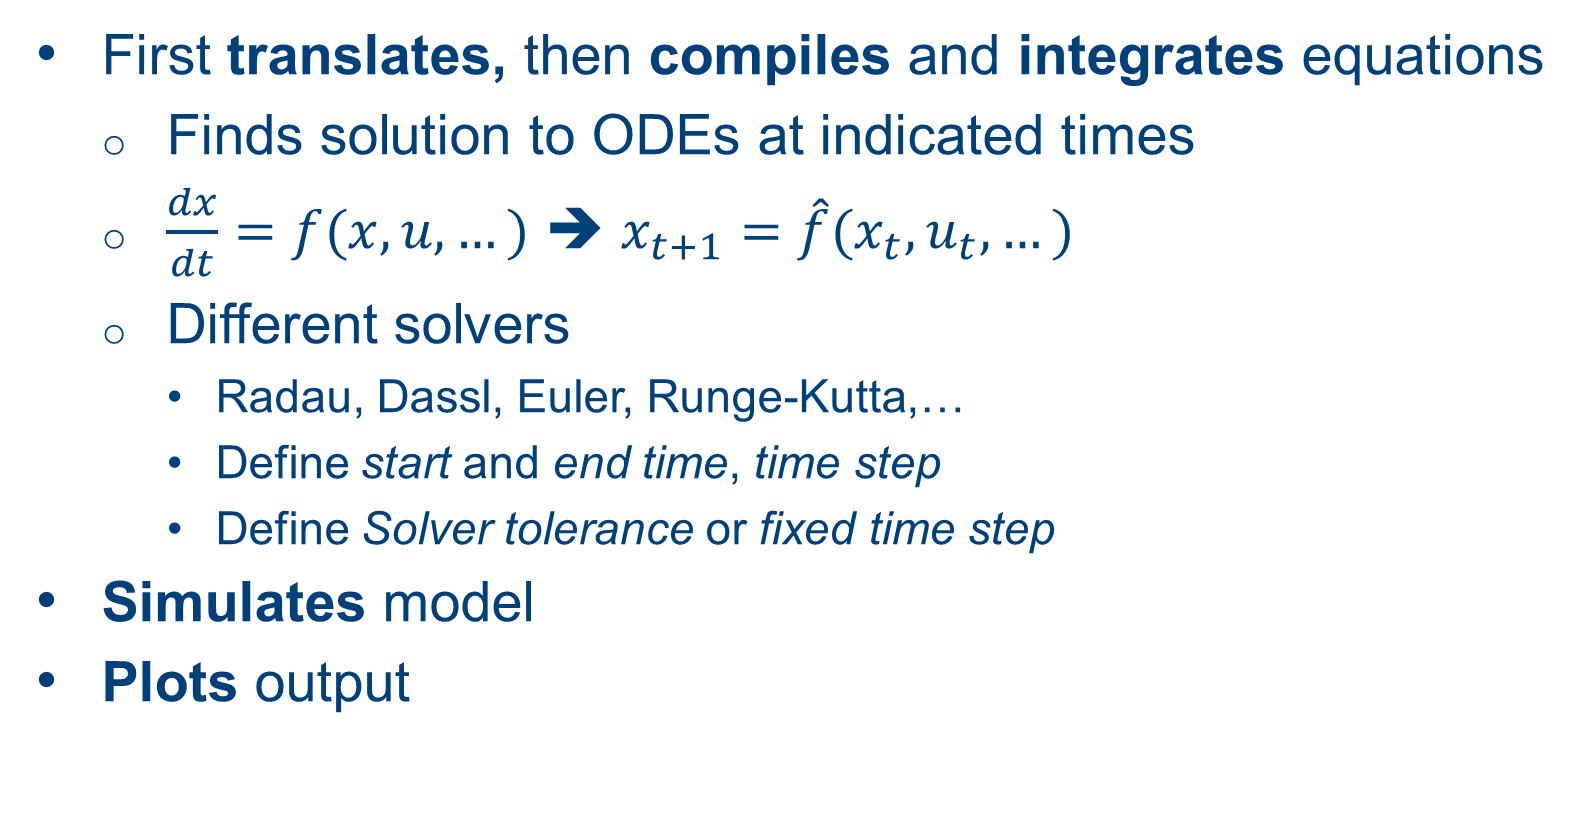 • First translates, then compiles and integrates equations
o Finds solution to ODEs at indicated times
o dx/dt = f(x, u, … ) 🡺 x_{t+1} = f̂(x_t, u_t, … )
o Different solvers
• Radau, Dassl, Euler, Runge-Kutta,…
• Define start and end time, time step
• Define Solver tolerance or fixed time step
• Simulates model
• Plots output